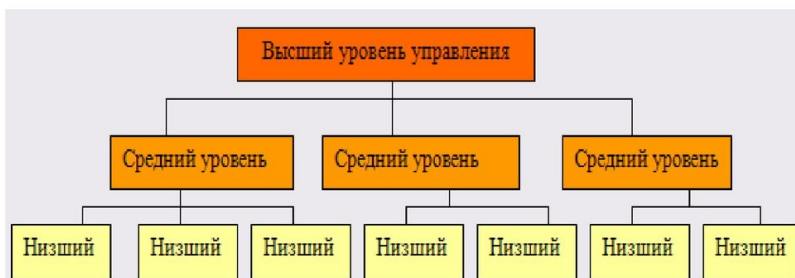 Высший уровень управления
Средний уровень
Средний уровень
Средний уровень
Низший
Низший
Низший
Низший
Низший
Низший
Низший